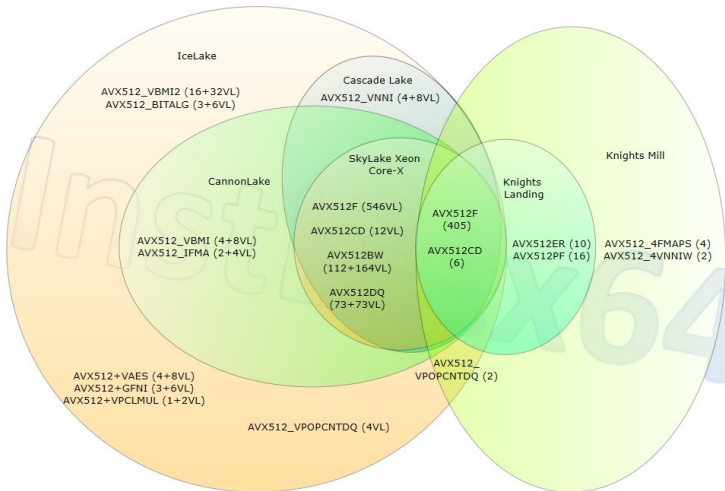 IceLake
AVX512_VBMI2 (16+32VL)
AVX512_BITALG (3+6VL)
Cascade Lake
AVX512_VNNI (4+8VL)
CannonLake
AVX512_VBMI (4+8VL)
AVX512_IFMA (2+4VL)
SkyLake Xeon
Core-X
AVX512F (546VL)
AVX512CD (12VL)
AVX512BW
(112+164VL)
AVX512DQ
(73+73VL)
AVX512F
(405)
AVX512CD
(6)
Knights
Landing
AVX512ER (10)
AVX512PF (16)
Knights Mill
AVX512_4FMAPS (4)
AVX512_4VNNIW (2)
AVX512_
VPOPCNTDQ (2)
AVX512+VAES (4+8VL)
AVX512+GFNI (3+6VL)
AVX512+VPCLMUL (1+2VL)
AVX512_VPOPCNTDQ (4VL)